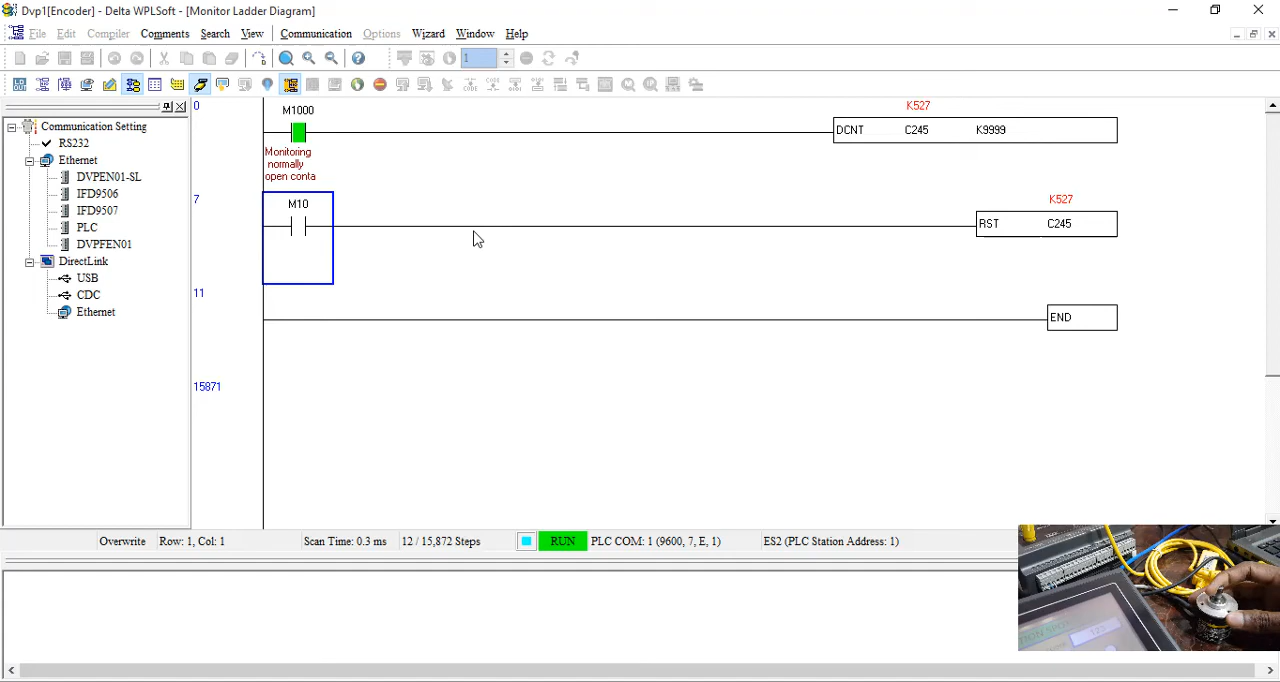 Dvp1[Encoder] - Delta WPLSoft - [Monitor Ladder Diagram]
File Edit Compiler Comments Search View Communication Options Wizard Window Help
1
Communication Setting
RS232
Ethernet
DVPEN01-SL
IFD9506
IFD9507
PLC
DVPFEN01
DirectLink
USB
CDC
Ethernet
0
M1000
K527
DCNT C245 K9999
Monitoring
normally
open conta
7
M10
K527
RST C245
11
END
15871
Overwrite Row: 1, Col: 1 Scan Time: 0.3 ms 12 / 15,872 Steps RUN PLC COM: 1 (9600, 7, E, 1) ES2 (PLC Station Address: 1)